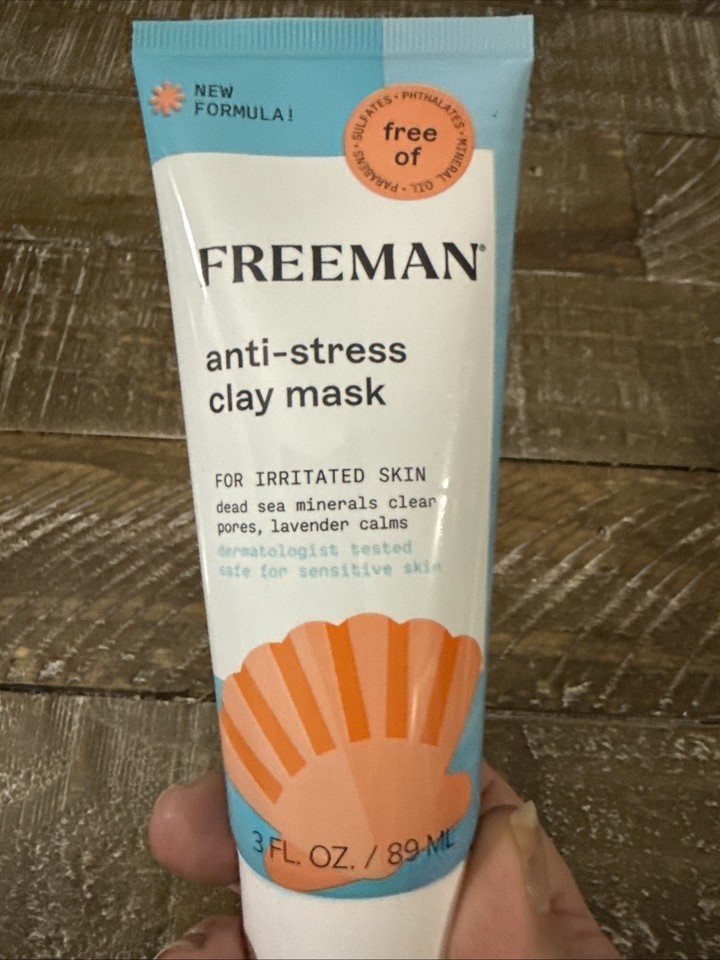 NEW
FORMULA!
SULFATES • PHTHALATES • MINERAL OIL • PARABENS •
free
of
FREEMAN®
anti-stress
clay mask
FOR IRRITATED SKIN
dead sea minerals clear
pores, lavender calms
dermatologist tested
safe for sensitive skin
3 FL. OZ. / 89 ML